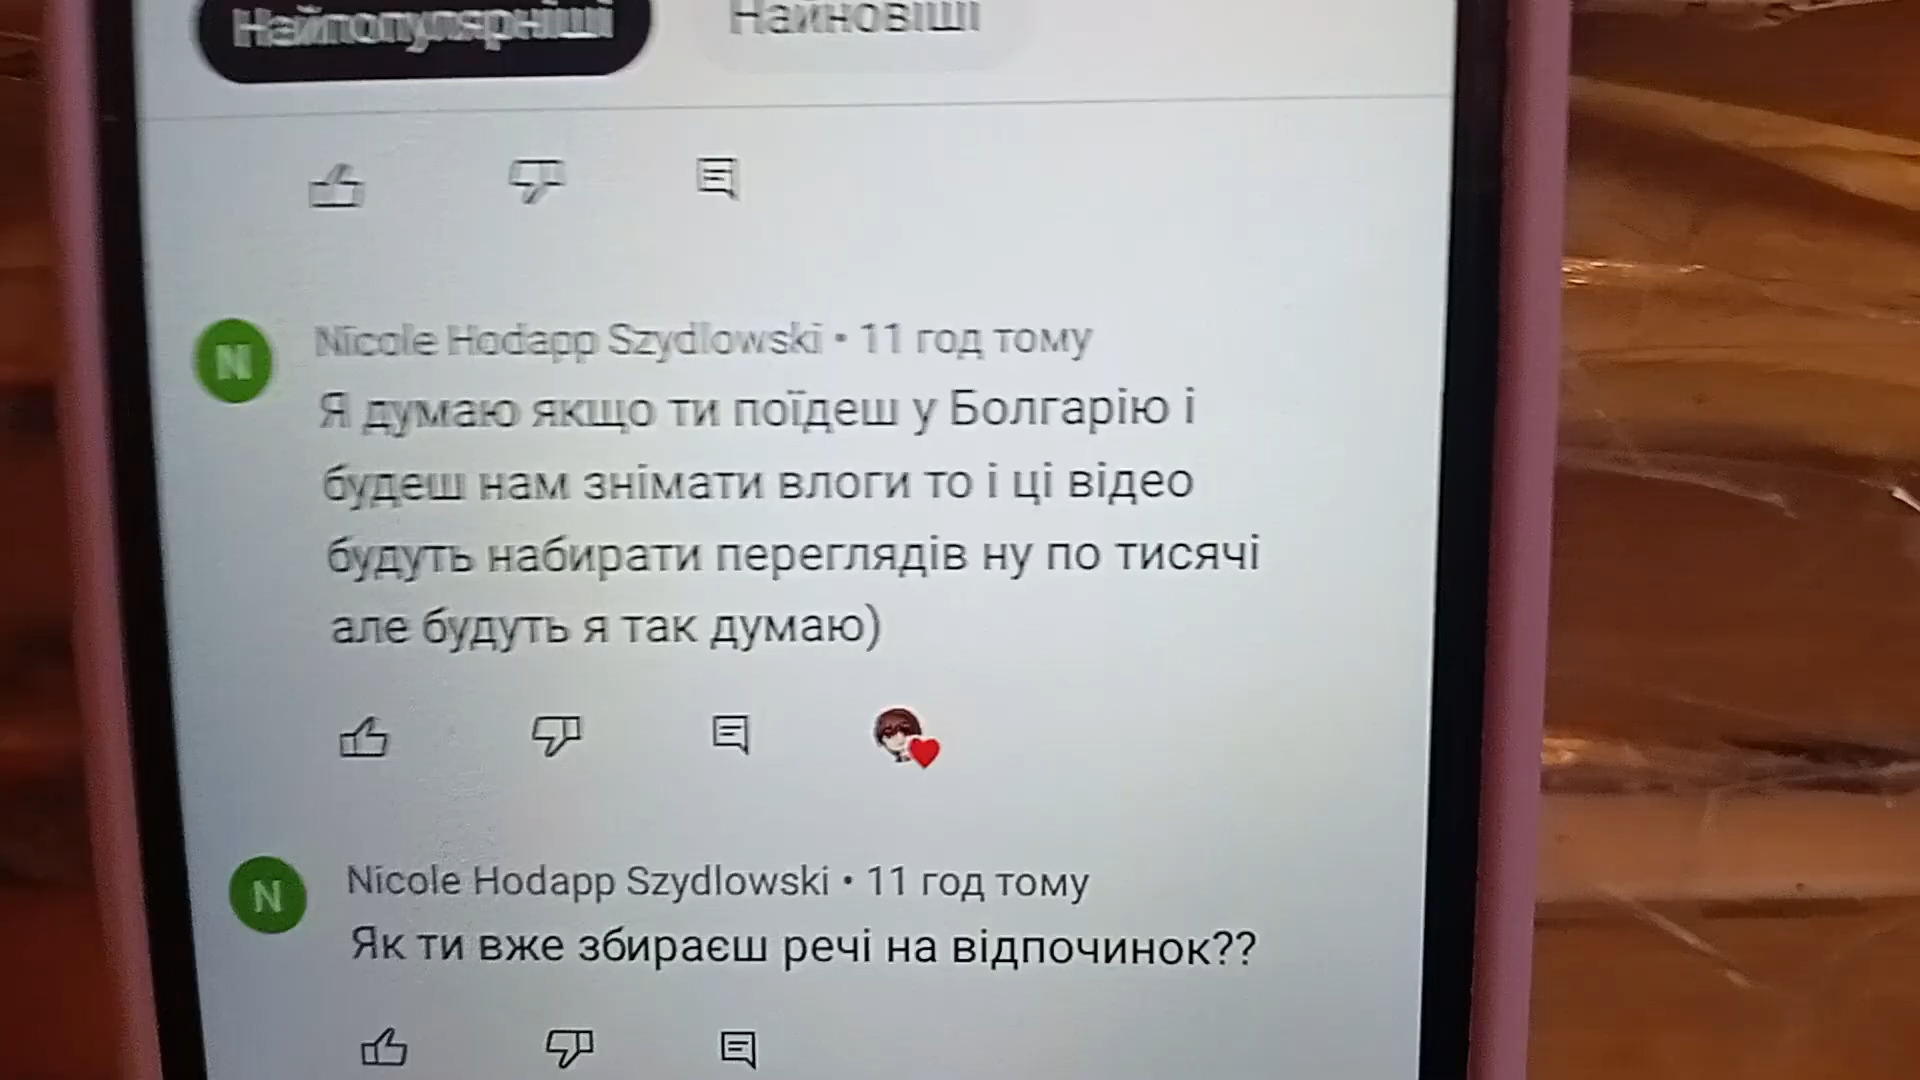 Найпопулярніші
Найновіші
N
Nicole Hodapp Szydlowski • 11 год тому
Я думаю якщо ти поїдеш у Болгарію і
будеш нам знімати влоги то і ці відео
будуть набирати переглядів ну по тисячі
але будуть я так думаю)
N
Nicole Hodapp Szydlowski • 11 год тому
Як ти вже збираєш речі на відпочинок??